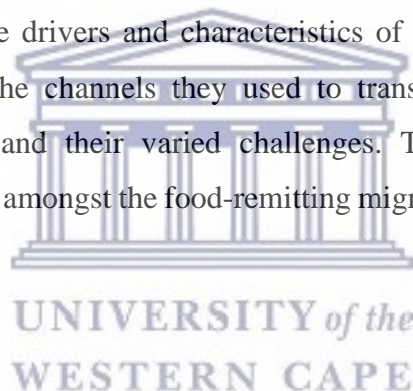 e drivers and characteristics of
he channels they used to trans
and their varied challenges. T
amongst the food-remitting migr
UNIVERSITY of the
WESTERN CAPE